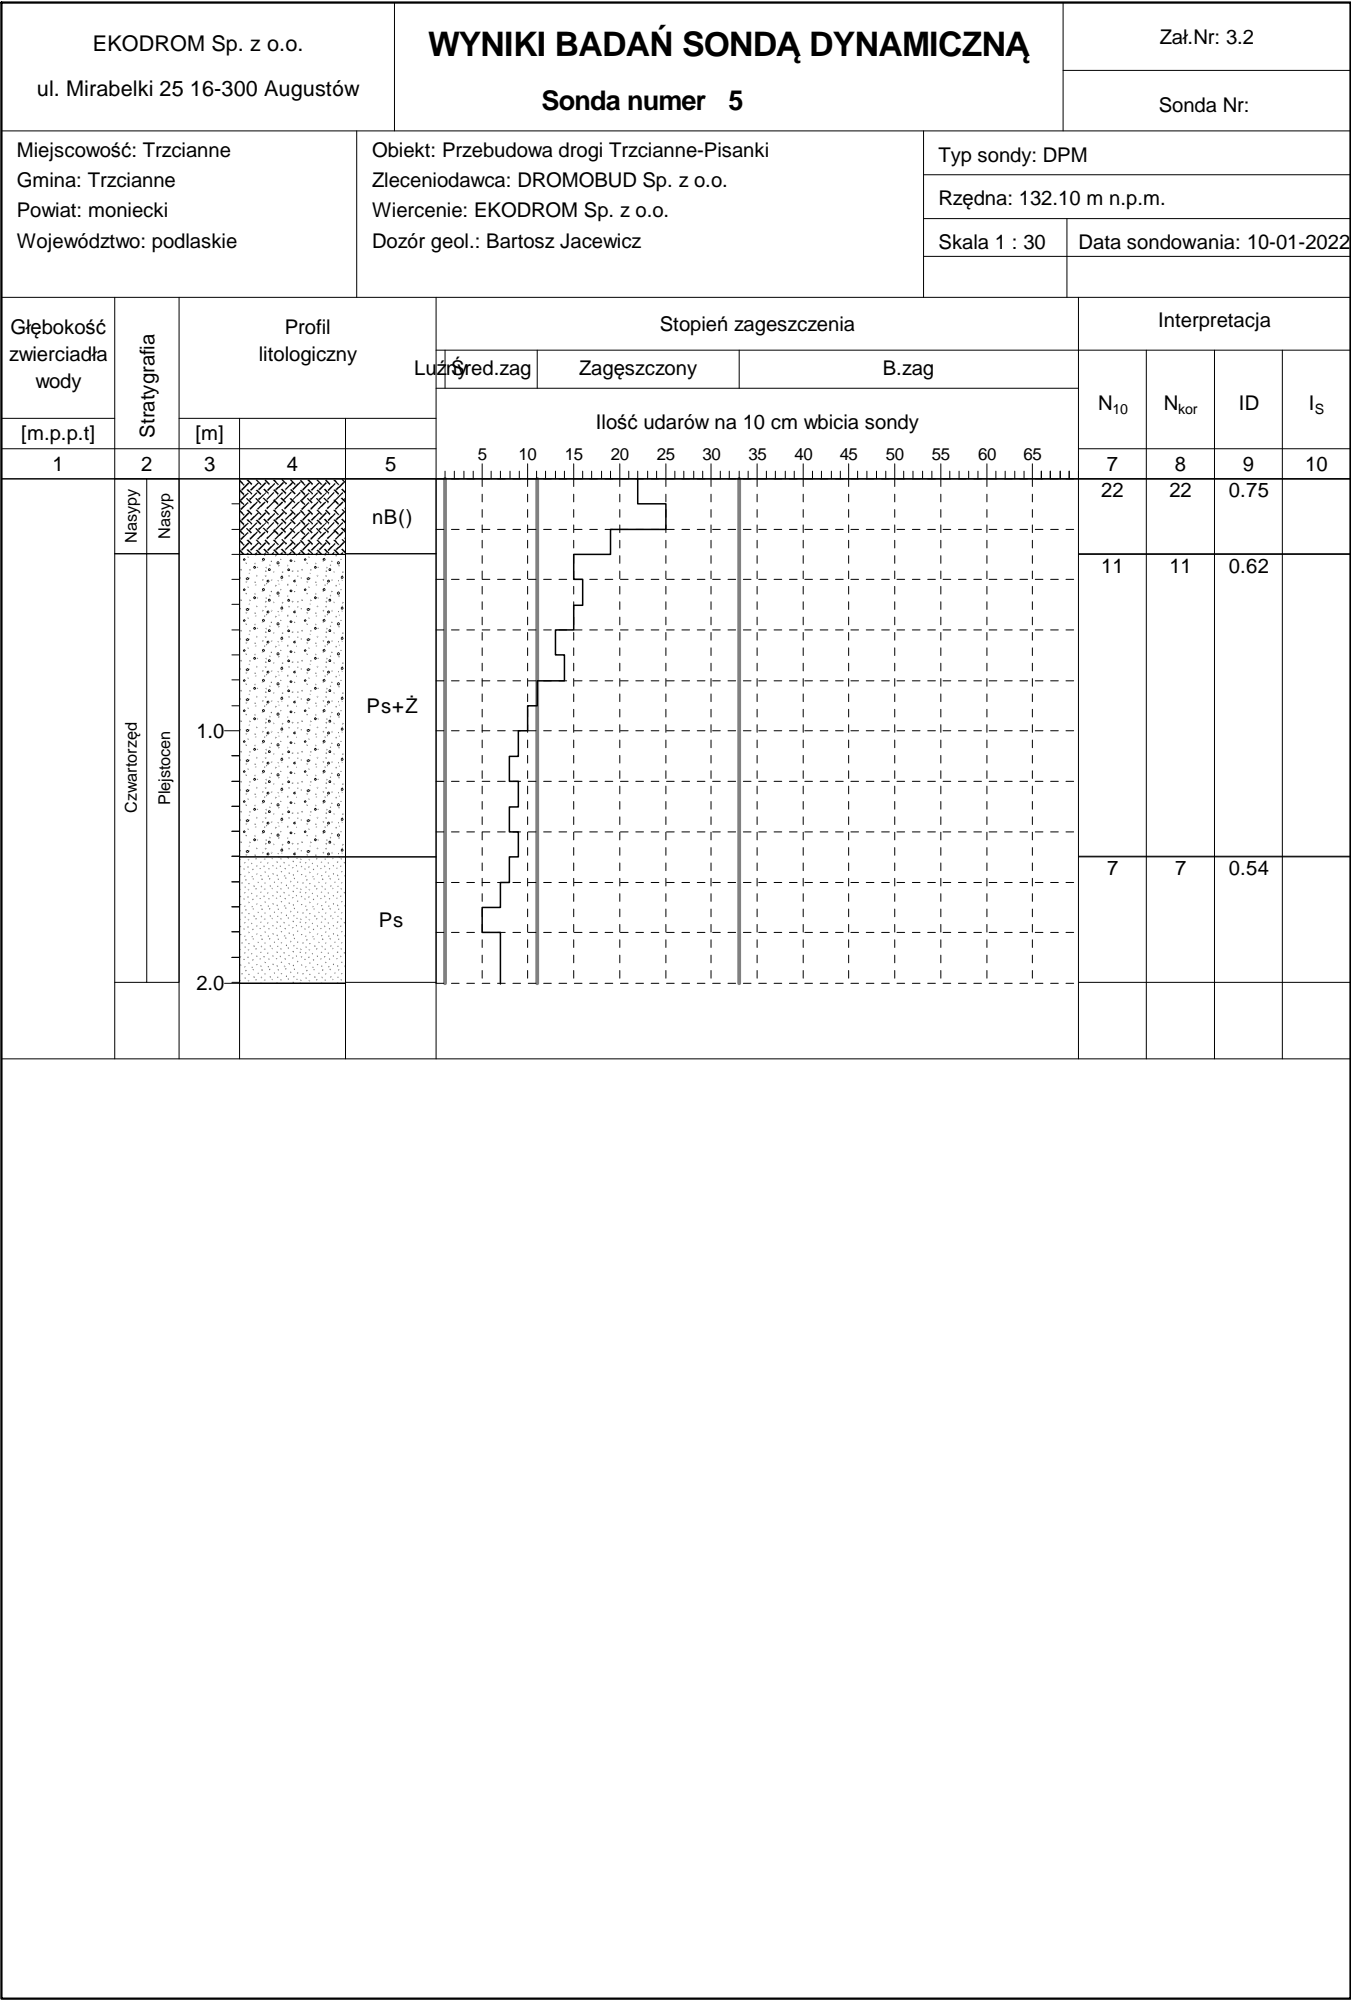 EKODROM Sp. z o.o.
ul. Mirabelki 25 16-300 Augustów
WYNIKI BADAŃ SONDĄ DYNAMICZNĄ
Sonda numer 5
Zał.Nr: 3.2
Sonda Nr:
Miejscowość: Trzcianne
Gmina: Trzcianne
Powiat: moniecki
Województwo: podlaskie
Obiekt: Przebudowa drogi Trzcianne-Pisanki
Zleceniodawca: DROMOBUD Sp. z o.o.
Wiercenie: EKODROM Sp. z o.o.
Dozór geol.: Bartosz Jacewicz
Typ sondy: DPM
Rzędna: 132.10 m n.p.m.
Skala 1 : 30
Data sondowania: 10-01-2022
Głębokość
zwierciadła
wody
[m.p.p.t]
Stratygrafia
Profil
litologiczny
[m]
Stopień zageszczenia
Luźny Śred.zag Zagęszczony B.zag
Ilość udarów na 10 cm wbicia sondy
5 10 15 20 25 30 35 40 45 50 55 60 65
Interpretacja
N10 Nkor ID IS
1 2 3 4 5 7 8 9 10
Nasypy
Nasyp
nB()
22 22 0.75
Czwartorzęd
Plejstocen
1.0
Ps+Ż
11 11 0.62
Ps
7 7 0.54
2.0